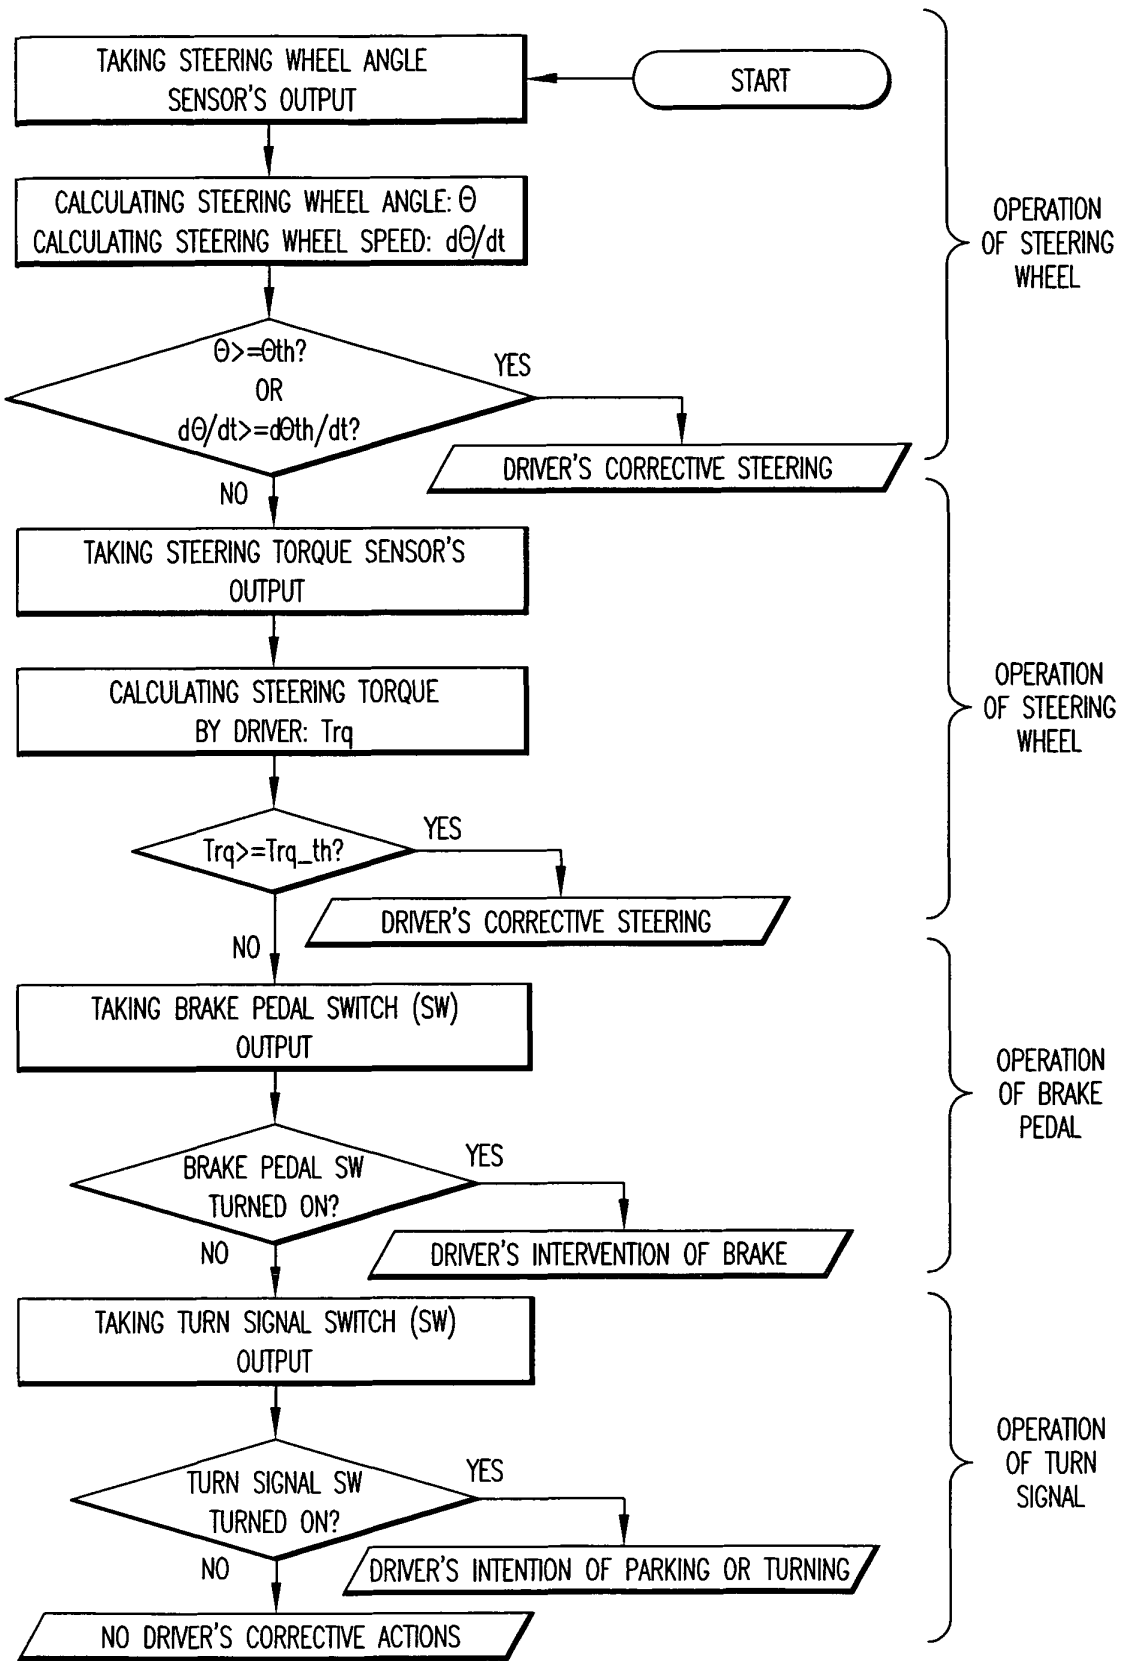 TAKING STEERING WHEEL ANGLE
SENSOR'S OUTPUT
START
CALCULATING STEERING WHEEL ANGLE: Θ
CALCULATING STEERING WHEEL SPEED: dΘ/dt
OPERATION
OF STEERING
WHEEL
Θ>=Θth?
OR
dΘ/dt>=dΘth/dt?
YES
DRIVER'S CORRECTIVE STEERING
NO
TAKING STEERING TORQUE SENSOR'S
OUTPUT
CALCULATING STEERING TORQUE
BY DRIVER: Trq
OPERATION
OF STEERING
WHEEL
Trq>=Trq_th?
YES
DRIVER'S CORRECTIVE STEERING
NO
TAKING BRAKE PEDAL SWITCH (SW)
OUTPUT
OPERATION
OF BRAKE
PEDAL
BRAKE PEDAL SW
TURNED ON?
YES
DRIVER'S INTERVENTION OF BRAKE
NO
TAKING TURN SIGNAL SWITCH (SW)
OUTPUT
OPERATION
OF TURN
SIGNAL
TURN SIGNAL SW
TURNED ON?
YES
DRIVER'S INTENTION OF PARKING OR TURNING
NO
NO DRIVER'S CORRECTIVE ACTIONS